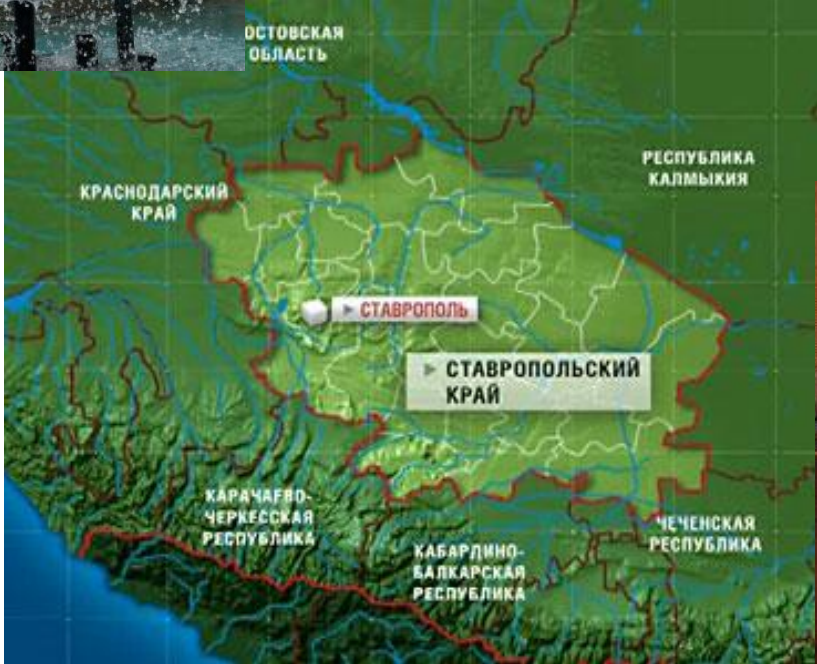 ОСТОВСКАЯ
ОБЛАСТЬ
РЕСПУБЛИКА
КАЛМЫКИЯ
КРАСНОДАРСКИЙ
КРАЙ
СТАВРОПОЛЬ
СТАВРОПОЛЬСКИЙ
КРАЙ
КАРАЧАЕВО-
ЧЕРКЕССКАЯ
РЕСПУБЛИКА
ЧЕЧЕНСКАЯ
РЕСПУБЛИКА
КАБАРДИНО-
БАЛКАРСКАЯ
РЕСПУБЛИКА